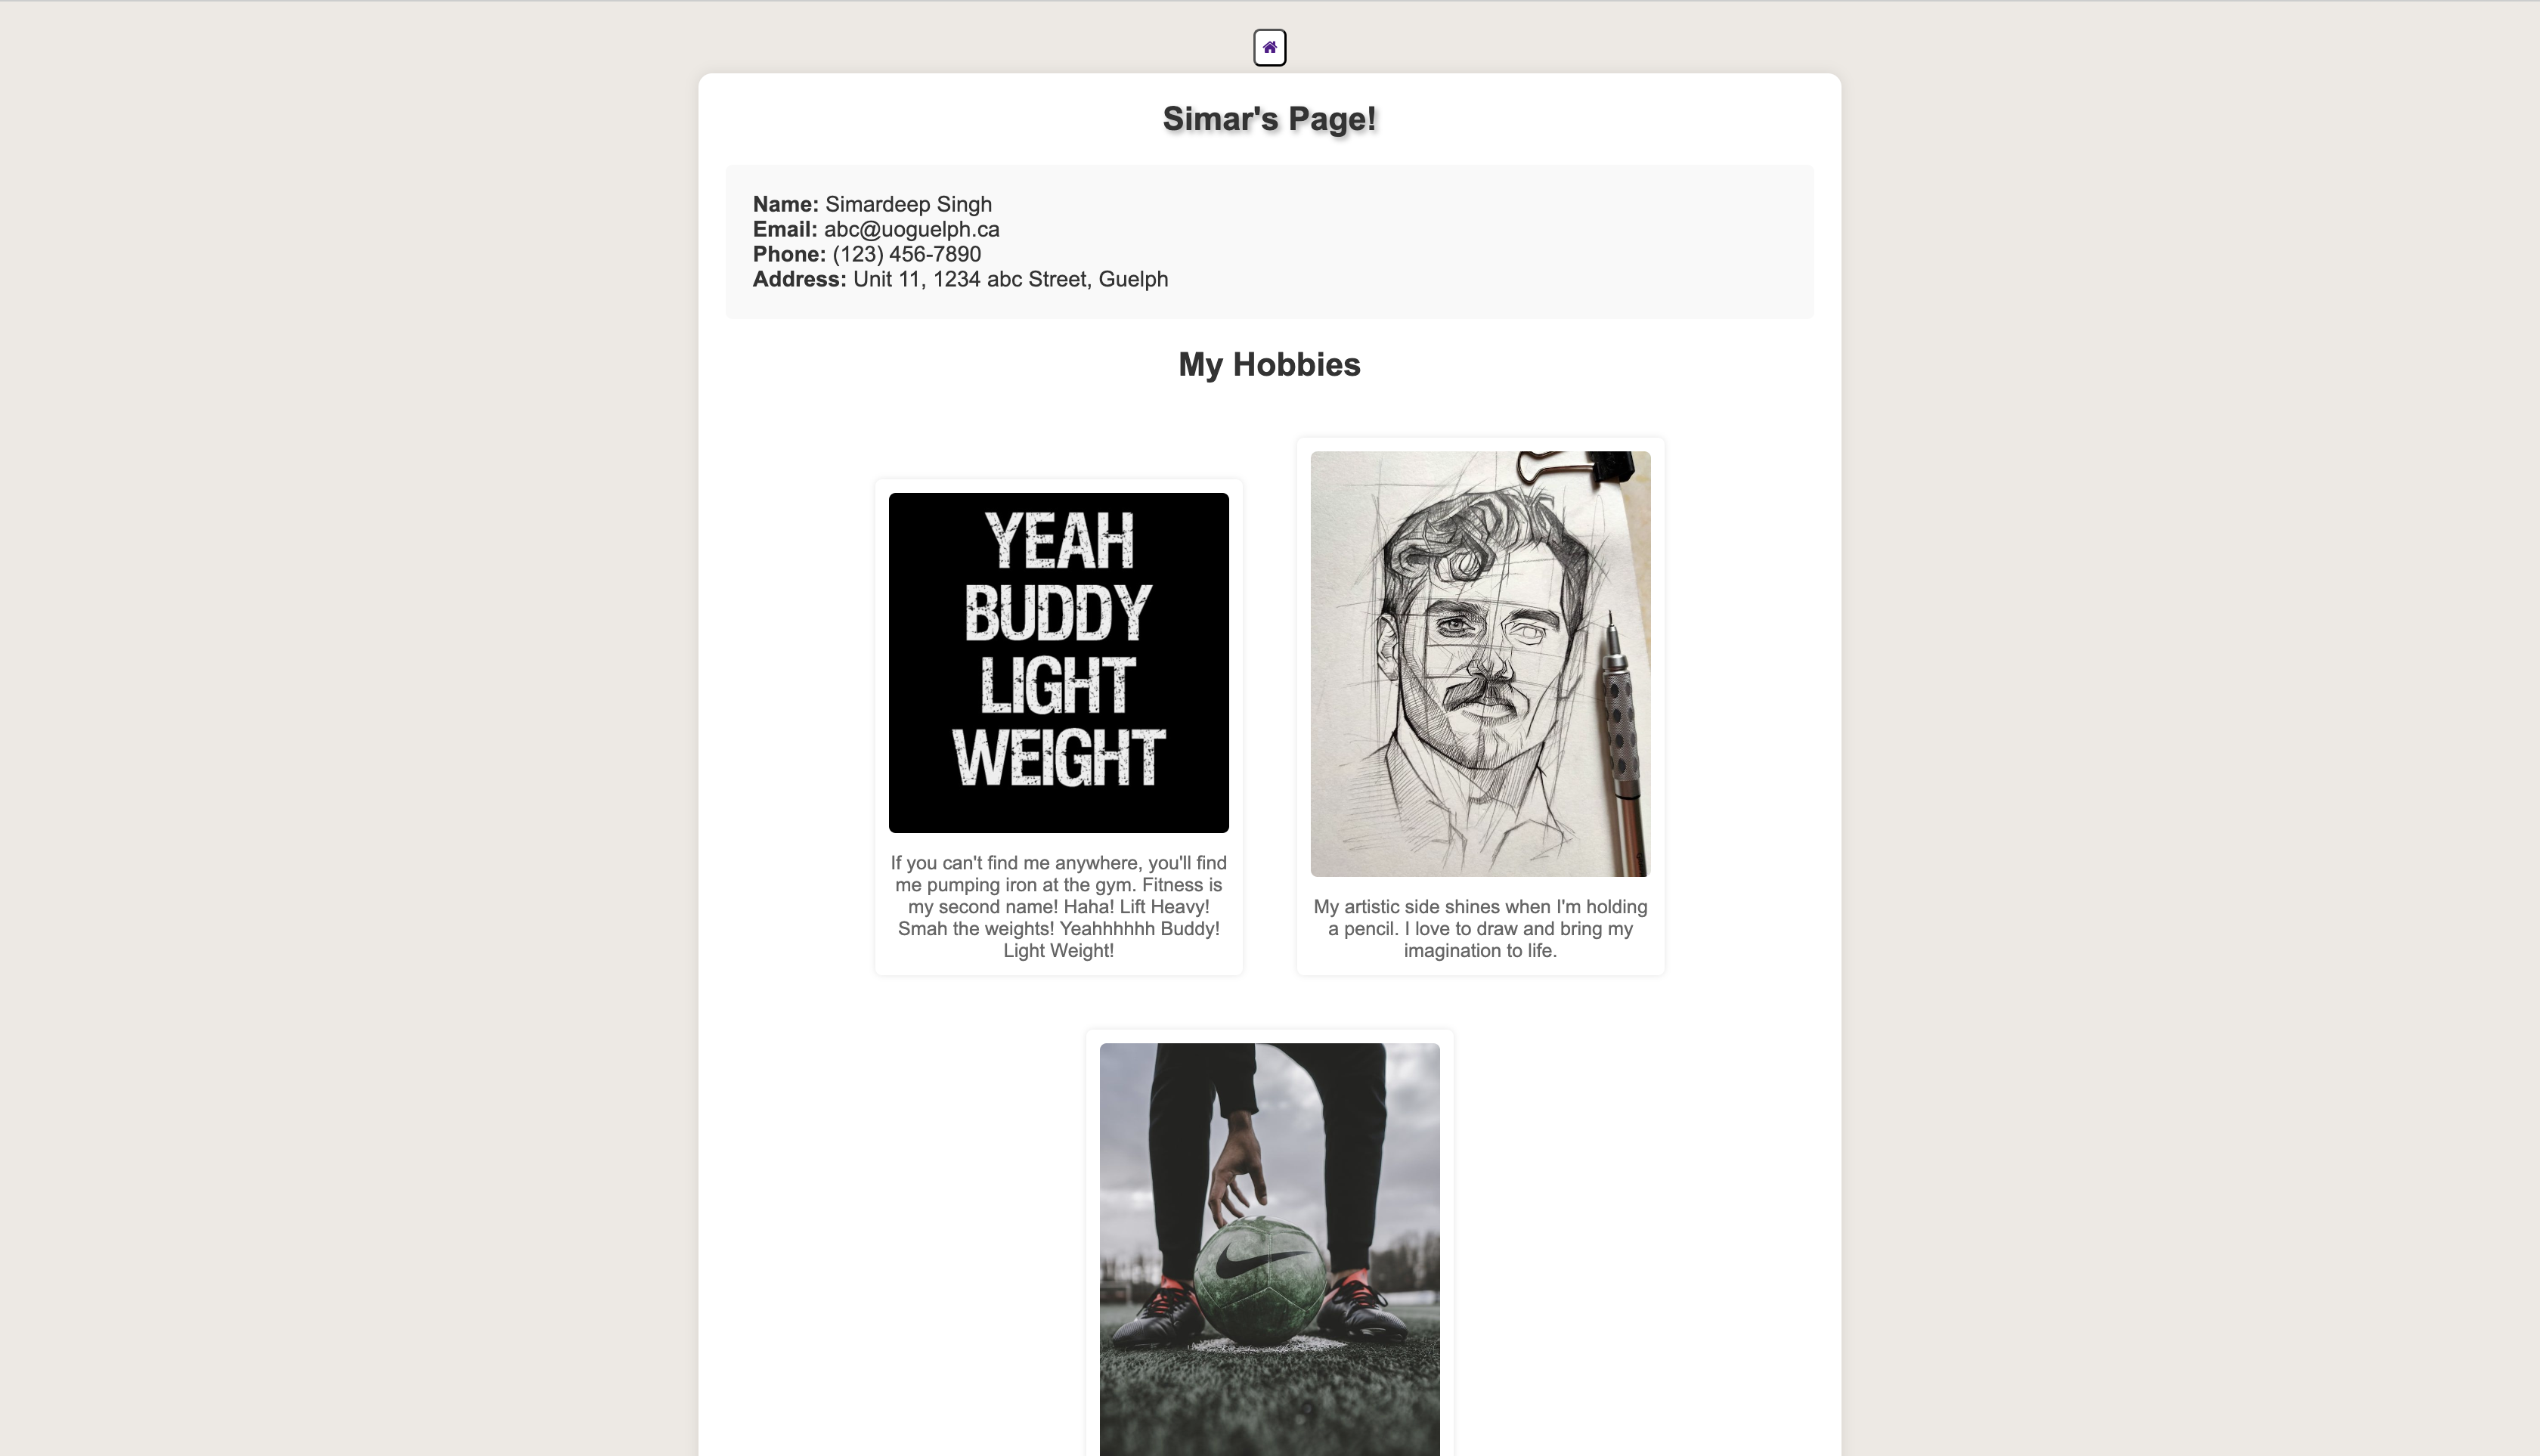 Simar's Page!
Name: Simardeep Singh
Email: abc@uoguelph.ca
Phone: (123) 456-7890
Address: Unit 11, 1234 abc Street, Guelph
My Hobbies
YEAH
BUDDY
LIGHT
WEIGHT
If you can't find me anywhere, you'll find
me pumping iron at the gym. Fitness is
my second name! Haha! Lift Heavy!
Smah the weights! Yeahhhhhh Buddy!
Light Weight!
My artistic side shines when I'm holding
a pencil. I love to draw and bring my
imagination to life.